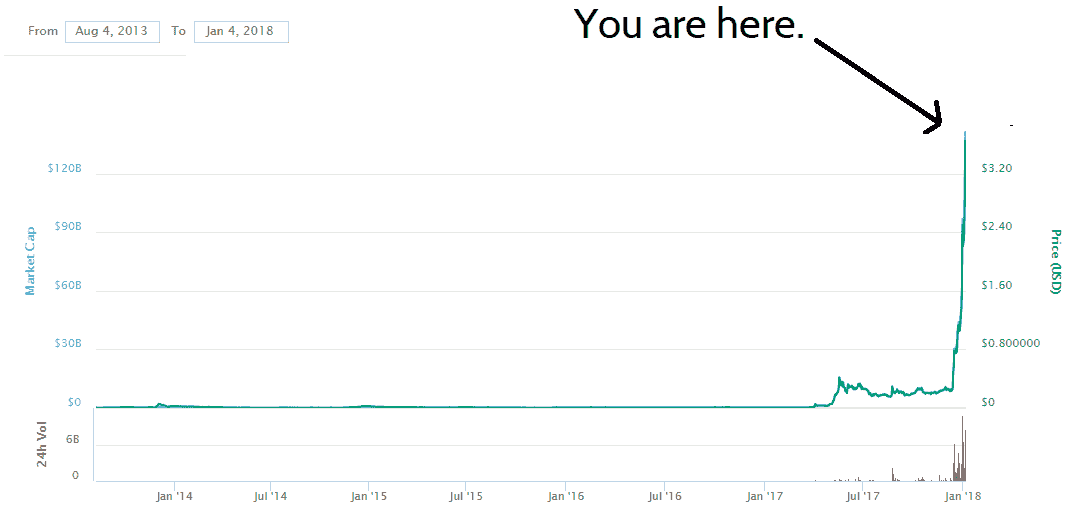 You are here.
From Aug 4, 2013 To Jan 4, 2018
$120B $3.20
$90B $2.40
Market Cap
Price (USD)
$60B $1.60
$30B $0.800000
$0 $0
24h Vol
6B
0
Jan '14 Jul '14 Jan '15 Jul '15 Jan '16 Jul '16 Jan '17 Jul '17 Jan '18